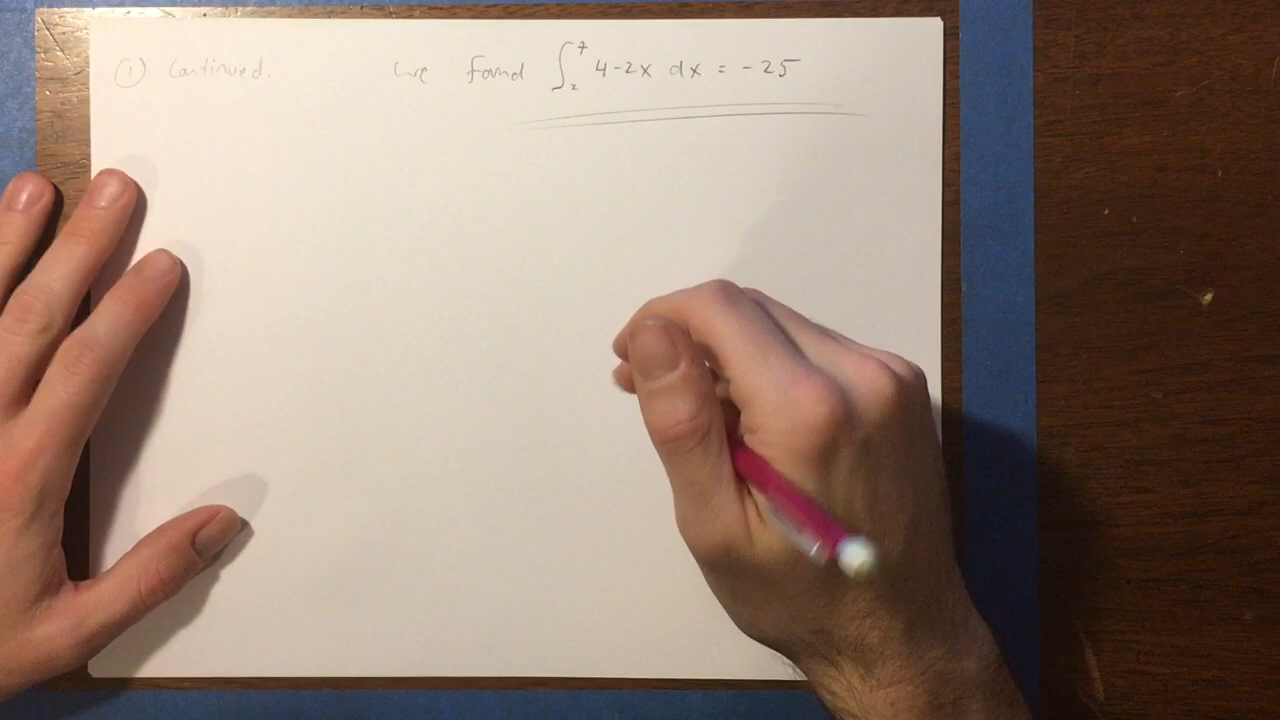 ① Continued. We found ∫₂⁷ 4-2x dx = -25